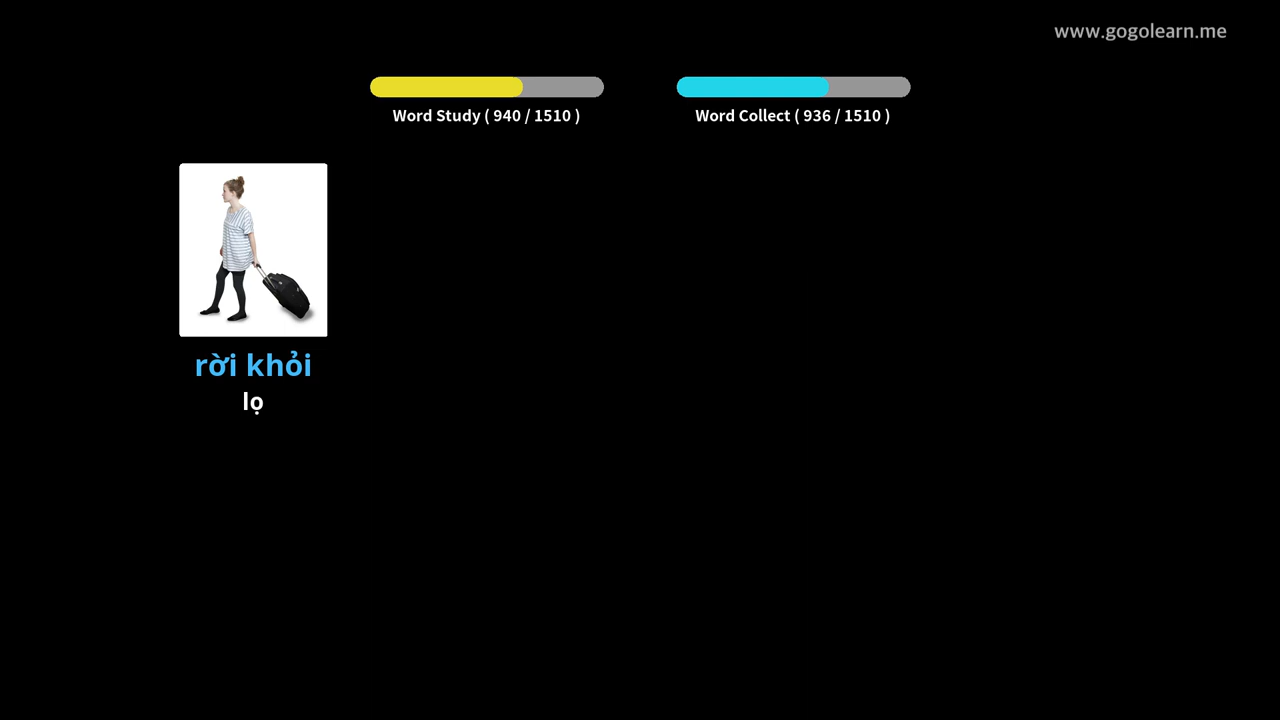 www.gogolearn.me
Word Study ( 940 / 1510 )
Word Collect ( 936 / 1510 )
rời khỏi
lọ